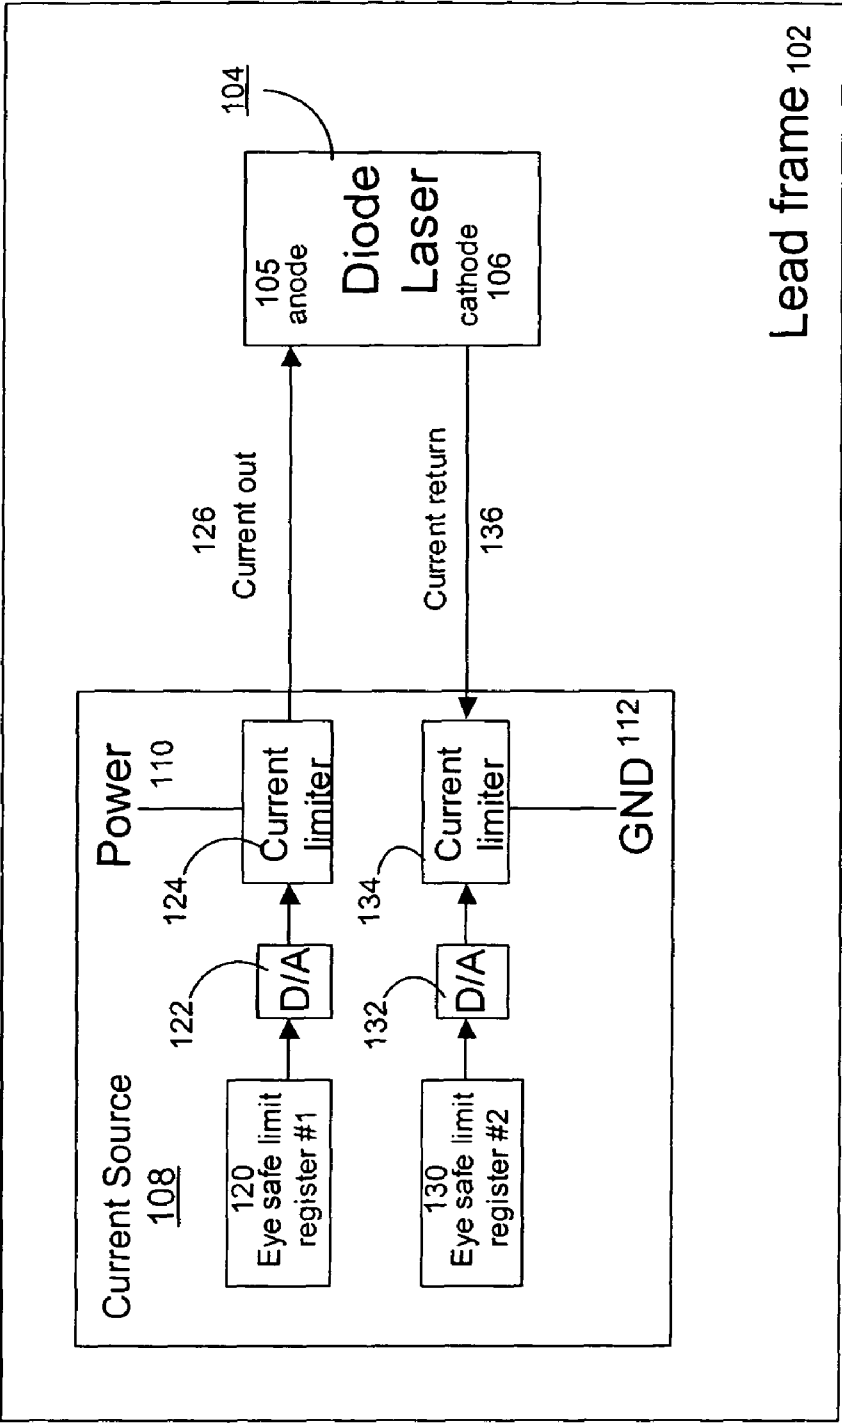 Current Source
108
Power
110
120
Eye safe limit
register #1
122
D/A
124
Current
limiter
126
Current out
104
105
anode
Diode
Laser
cathode
106
130
Eye safe limit
register #2
132
D/A
134
Current
limiter
Current return
136
GND 112
Lead frame 102